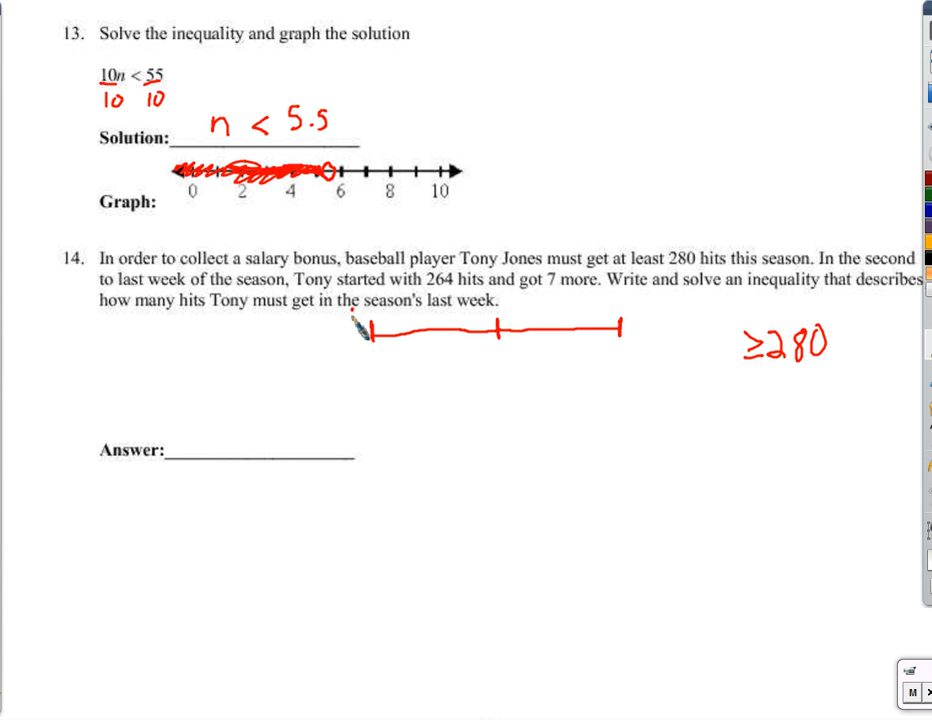 13. Solve the inequality and graph the solution
10n < 55
10 10
n < 5.5
Solution:
0 2 4 6 8 10
Graph:
14. In order to collect a salary bonus, baseball player Tony Jones must get at least 280 hits this season. In the second
to last week of the season, Tony started with 264 hits and got 7 more. Write and solve an inequality that describes
how many hits Tony must get in the season's last week.
≥280
Answer:
M